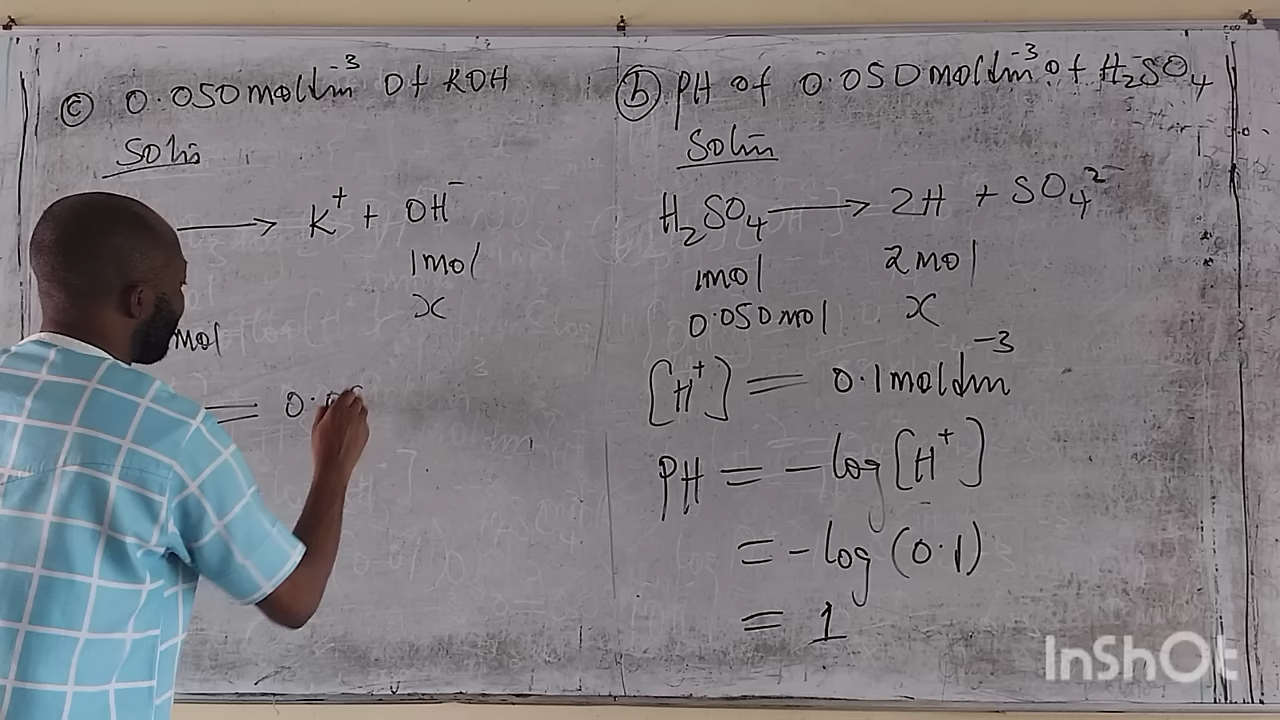 ⓒ 0.050moldm⁻³ Of KOH
Soln
⟶ K⁺ + OH⁻
1mol
x
mol
= 0.0
ⓑ PH of 0.050moldm⁻³ of H₂SO₄
Soln
H₂SO₄ ⟶ 2H + SO₄²⁻
1mol 2mol
0.050mol x
[H⁺] = 0.1moldm⁻³
PH = -log[H⁺]
= -log(0.1)
= 1
InShOt